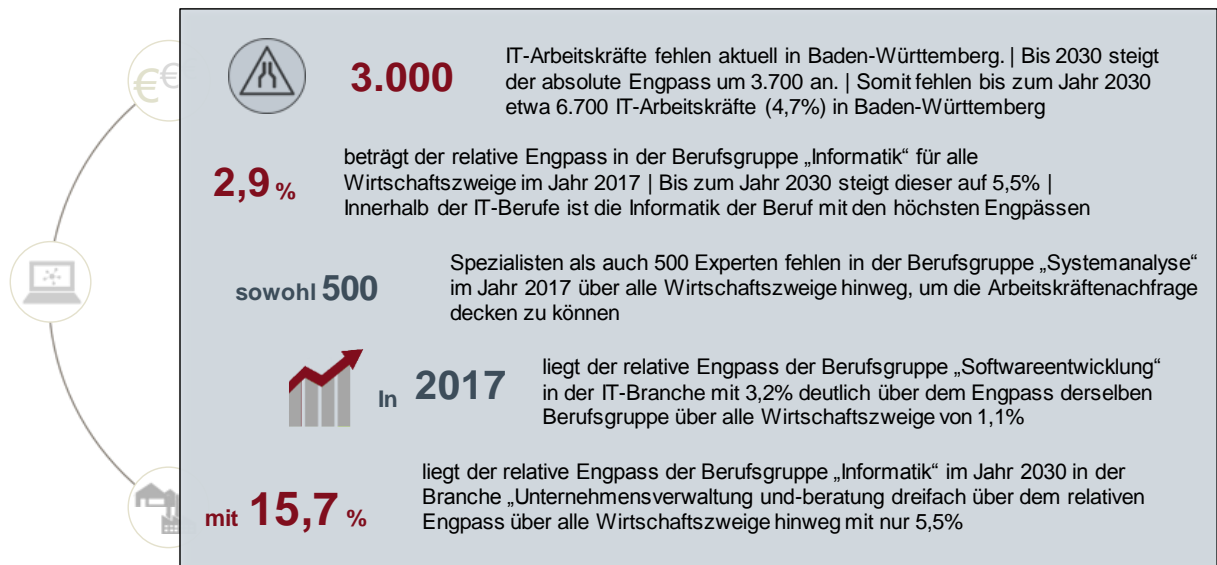 3.000
IT-Arbeitskräfte fehlen aktuell in Baden-Württemberg. | Bis 2030 steigt
der absolute Engpass um 3.700 an. | Somit fehlen bis zum Jahr 2030
etwa 6.700 IT-Arbeitskräfte (4,7%) in Baden-Württemberg
2,9 %
beträgt der relative Engpass in der Berufsgruppe „Informatik“ für alle
Wirtschaftszweige im Jahr 2017 | Bis zum Jahr 2030 steigt dieser auf 5,5% |
Innerhalb der IT-Berufe ist die Informatik der Beruf mit den höchsten Engpässen
sowohl 500
Spezialisten als auch 500 Experten fehlen in der Berufsgruppe „Systemanalyse“
im Jahr 2017 über alle Wirtschaftszweige hinweg, um die Arbeitskräftenachfrage
decken zu können
In 2017
liegt der relative Engpass der Berufsgruppe „Softwareentwicklung“
in der IT-Branche mit 3,2% deutlich über dem Engpass derselben
Berufsgruppe über alle Wirtschaftszweige von 1,1%
mit 15,7 %
liegt der relative Engpass der Berufsgruppe „Informatik“ im Jahr 2030 in der
Branche „Unternehmensverwaltung und-beratung dreifach über dem relativen
Engpass über alle Wirtschaftszweige hinweg mit nur 5,5%